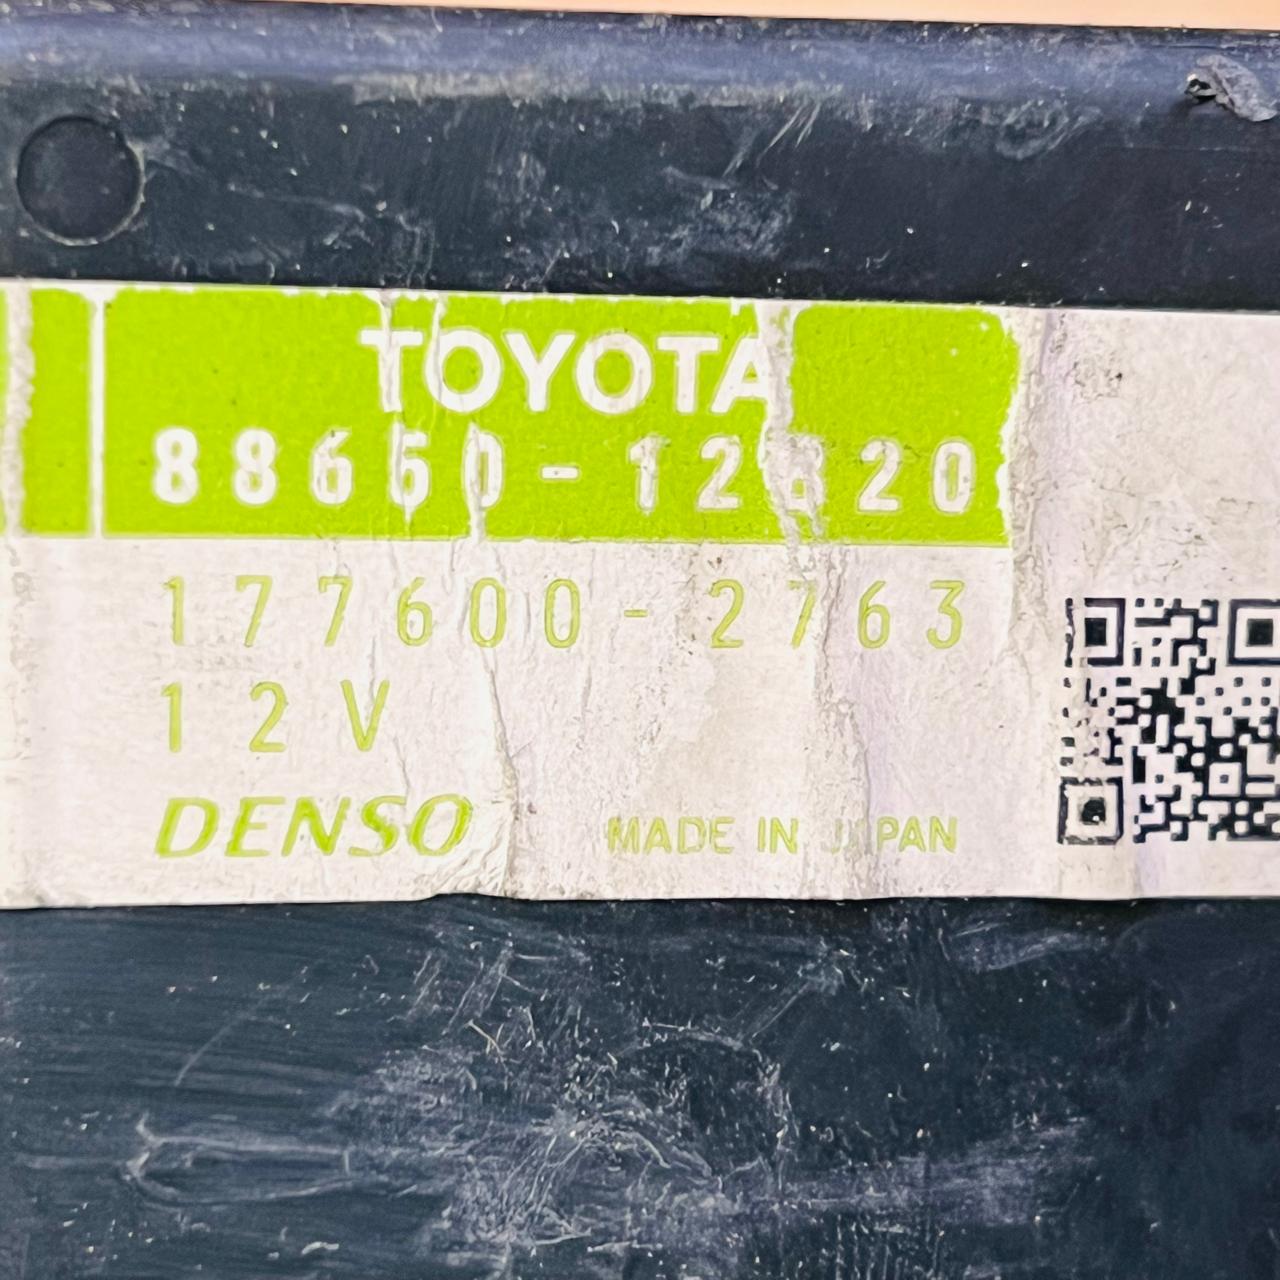 TOYOTA
177600-2763
12V
DENSO
MADE IN JAPAN